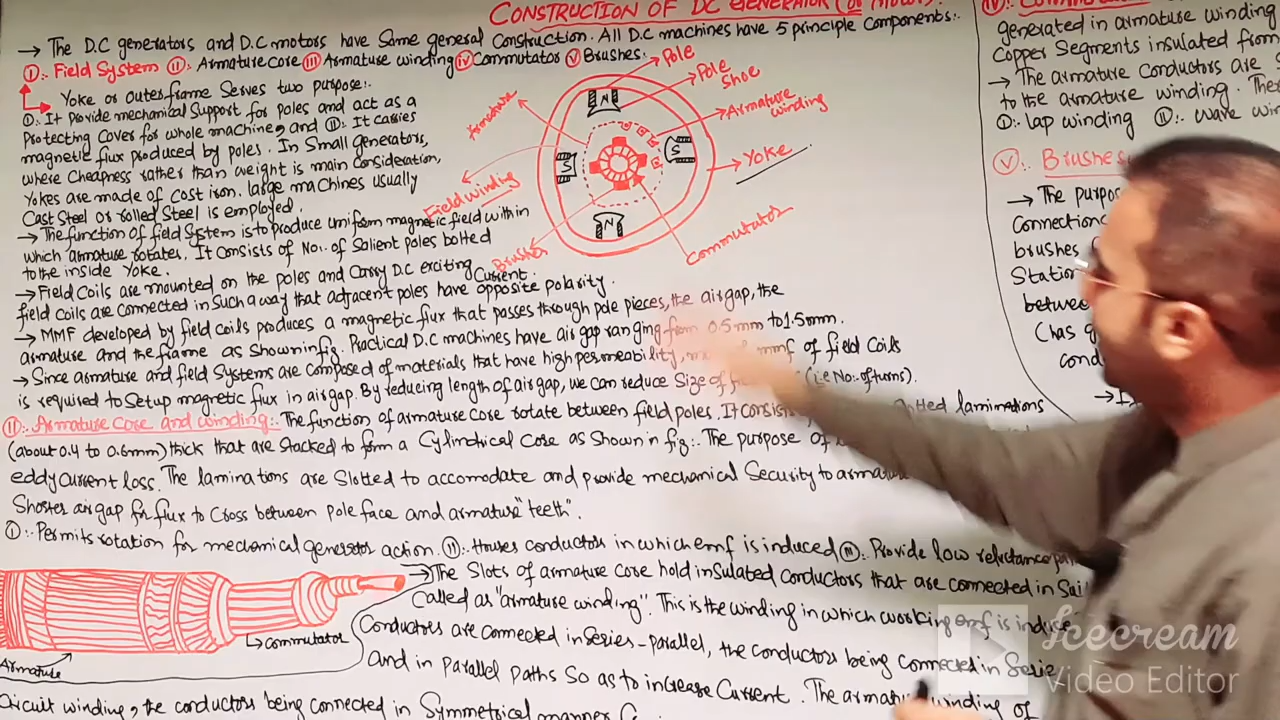 CONSTRUCTION OF DC GENERATOR (or MOTOR)
→ The D.C generators and D.C motors have Same general Construction. All D.C machines have 5 principle Components:.
I:. Field System II:. Armature Core III Armature winding IV Commutator V Brushes.
Yoke or outer frame Serves two purpose:.
I:. It provide mechanical Support for poles and act as a
Protecting Cover for whole machine, and II:. It carries
magnetic flux produced by poles. In Small generators,
where Cheapness rather than weight is main Consideration,
Yokes are made of Cost iron. large machines usually
Cast Steel or rolled Steel is employed.
→ The function of field System is to produce uniform magnetic field within
which armature rotates. It Consists of No:. of Salient poles bolted
to the inside Yoke.
→ Field Coils are mounted on the poles and Carry D.C exciting Current.
field Coils are connected in Such a way that adjacent poles have opposite polarity.
→ MMF developed by field coils produces a magnetic flux that passes through pole pieces, the airgap, the
armature and the frame as Shown in fig. Practical D.C machines have air gap ranging from 0.5mm to 1.5mm.
→ Since armature and field Systems are Composed of materials that have high permeability, mmf of field Coils
is required to Setup magnetic flux in airgap. By reducing length of airgap, we can reduce Size of (i.e No:. of turns).
II:. Armature Core and winding:. The function of armature core rotate between field poles. It consists slotted laminations
(about 0.4 to 0.6mm) thick that are Stacked to form a Cylindrical Core as Shown in fig:. The purpose of
eddy current loss. The laminations are Slotted to accomodate and provide mechanical Security to armature
Shorter airgap for flux to Cross between pole face and armature "teeth".
I:. Permits rotation for mechanical generator action. II:. Houses conductors in which emf is induced III:. Provide low reluctance
→ The Slots of armature core hold insulated conductors that are connected in
Called as "armature winding". This is the winding in which working emf is
Conductors are connected in Series-parallel, the conductors being Connected in Serie
and in parallel paths So as to increase Current. The armature winding of
Circuit winding, the conductors being connected in Symmetrical manner
Pole
Pole Shoe
Armature winding
Yoke
Commutator
Armature
Field winding
Brushes
N
S
S
N
Armature
Commutator
IV:.
generated in armature winding
Copper Segments insulated from
→ The armature Conductors are
to the armature winding.
I:. lap winding II:. wave
V:. Brushes
→ The purpos
Connection
brushes
Station
betwee
(has
cond
Icecream
Video Editor